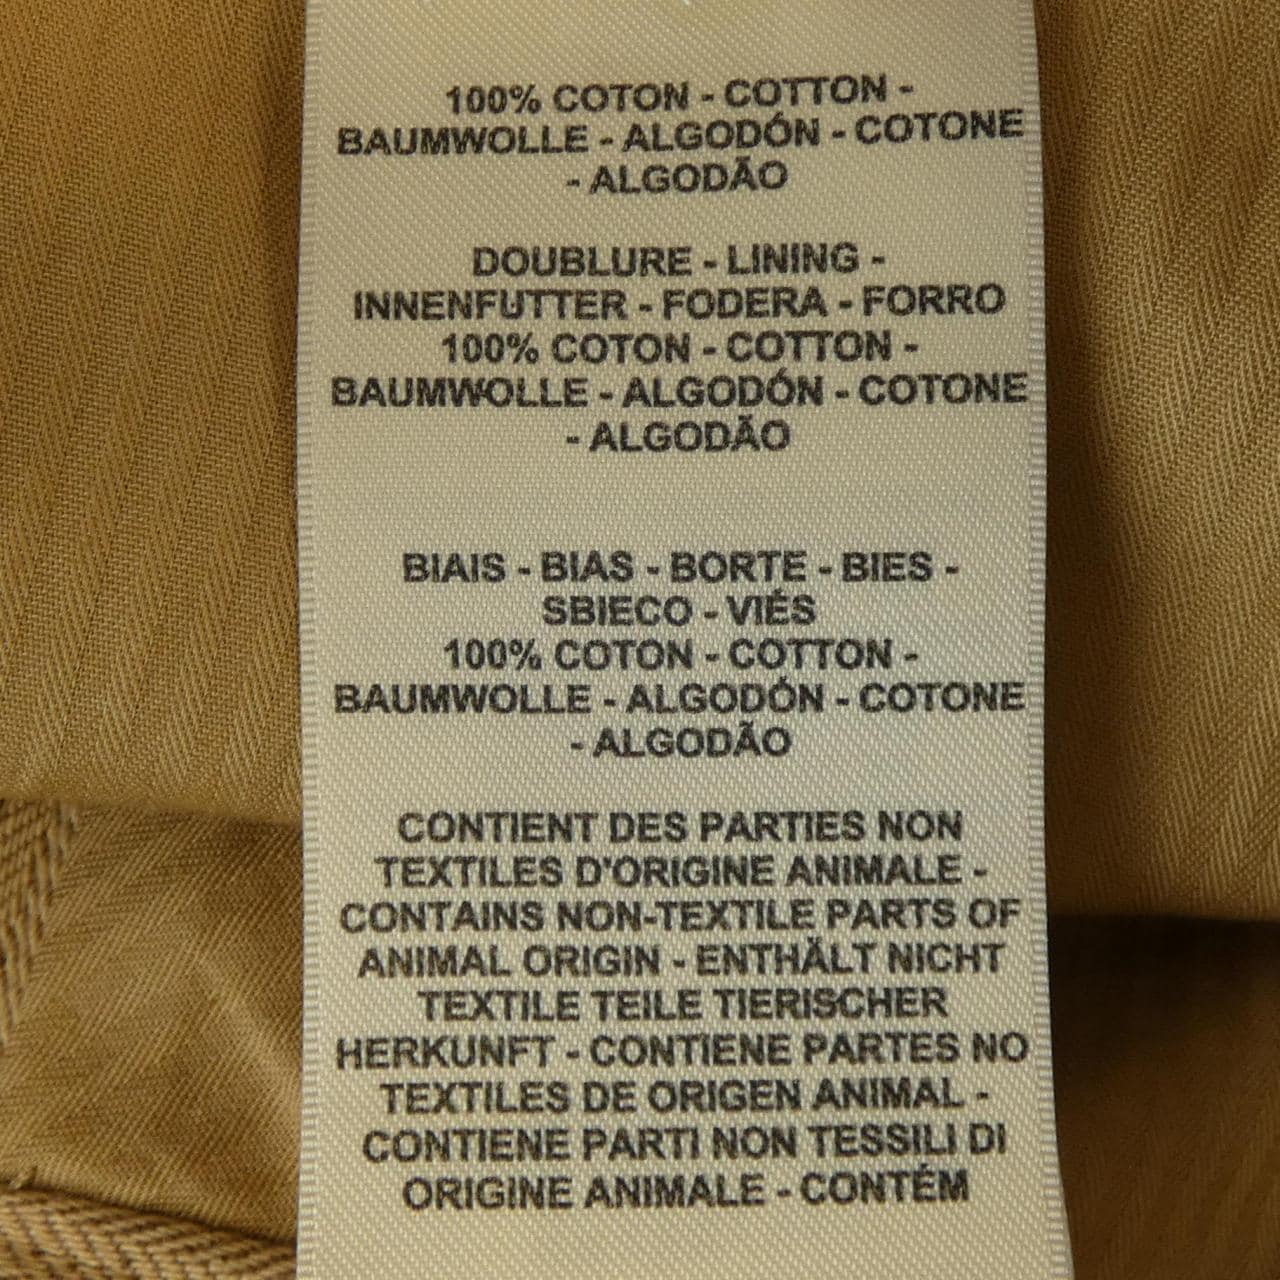 100% COTON - COTTON -
BAUMWOLLE - ALGODÓN - COTONE
- ALGODÃO
DOUBLURE - LINING -
INNENFUTTER - FODERA - FORRO
100% COTON - COTTON -
BAUMWOLLE - ALGODÓN - COTONE
- ALGODÃO
BIAIS - BIAS - BORTE - BIES -
SBIECO - VIÉS
100% COTON - COTTON -
BAUMWOLLE - ALGODÓN - COTONE
- ALGODÃO
CONTIENT DES PARTIES NON
TEXTILES D'ORIGINE ANIMALE -
CONTAINS NON-TEXTILE PARTS OF
ANIMAL ORIGIN - ENTHÄLT NICHT
TEXTILE TEILE TIERISCHER
HERKUNFT - CONTIENE PARTES NO
TEXTILES DE ORIGEN ANIMAL -
CONTIENE PARTI NON TESSILI DI
ORIGINE ANIMALE - CONTÉM